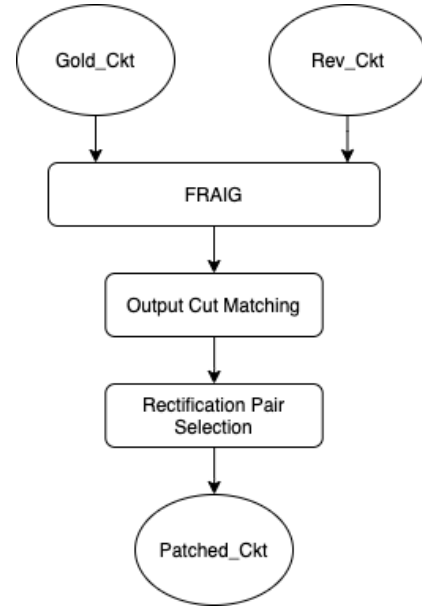 Gold_Ckt
Rev_Ckt
FRAIG
Output Cut Matching
Rectification Pair
Selection
Patched_Ckt